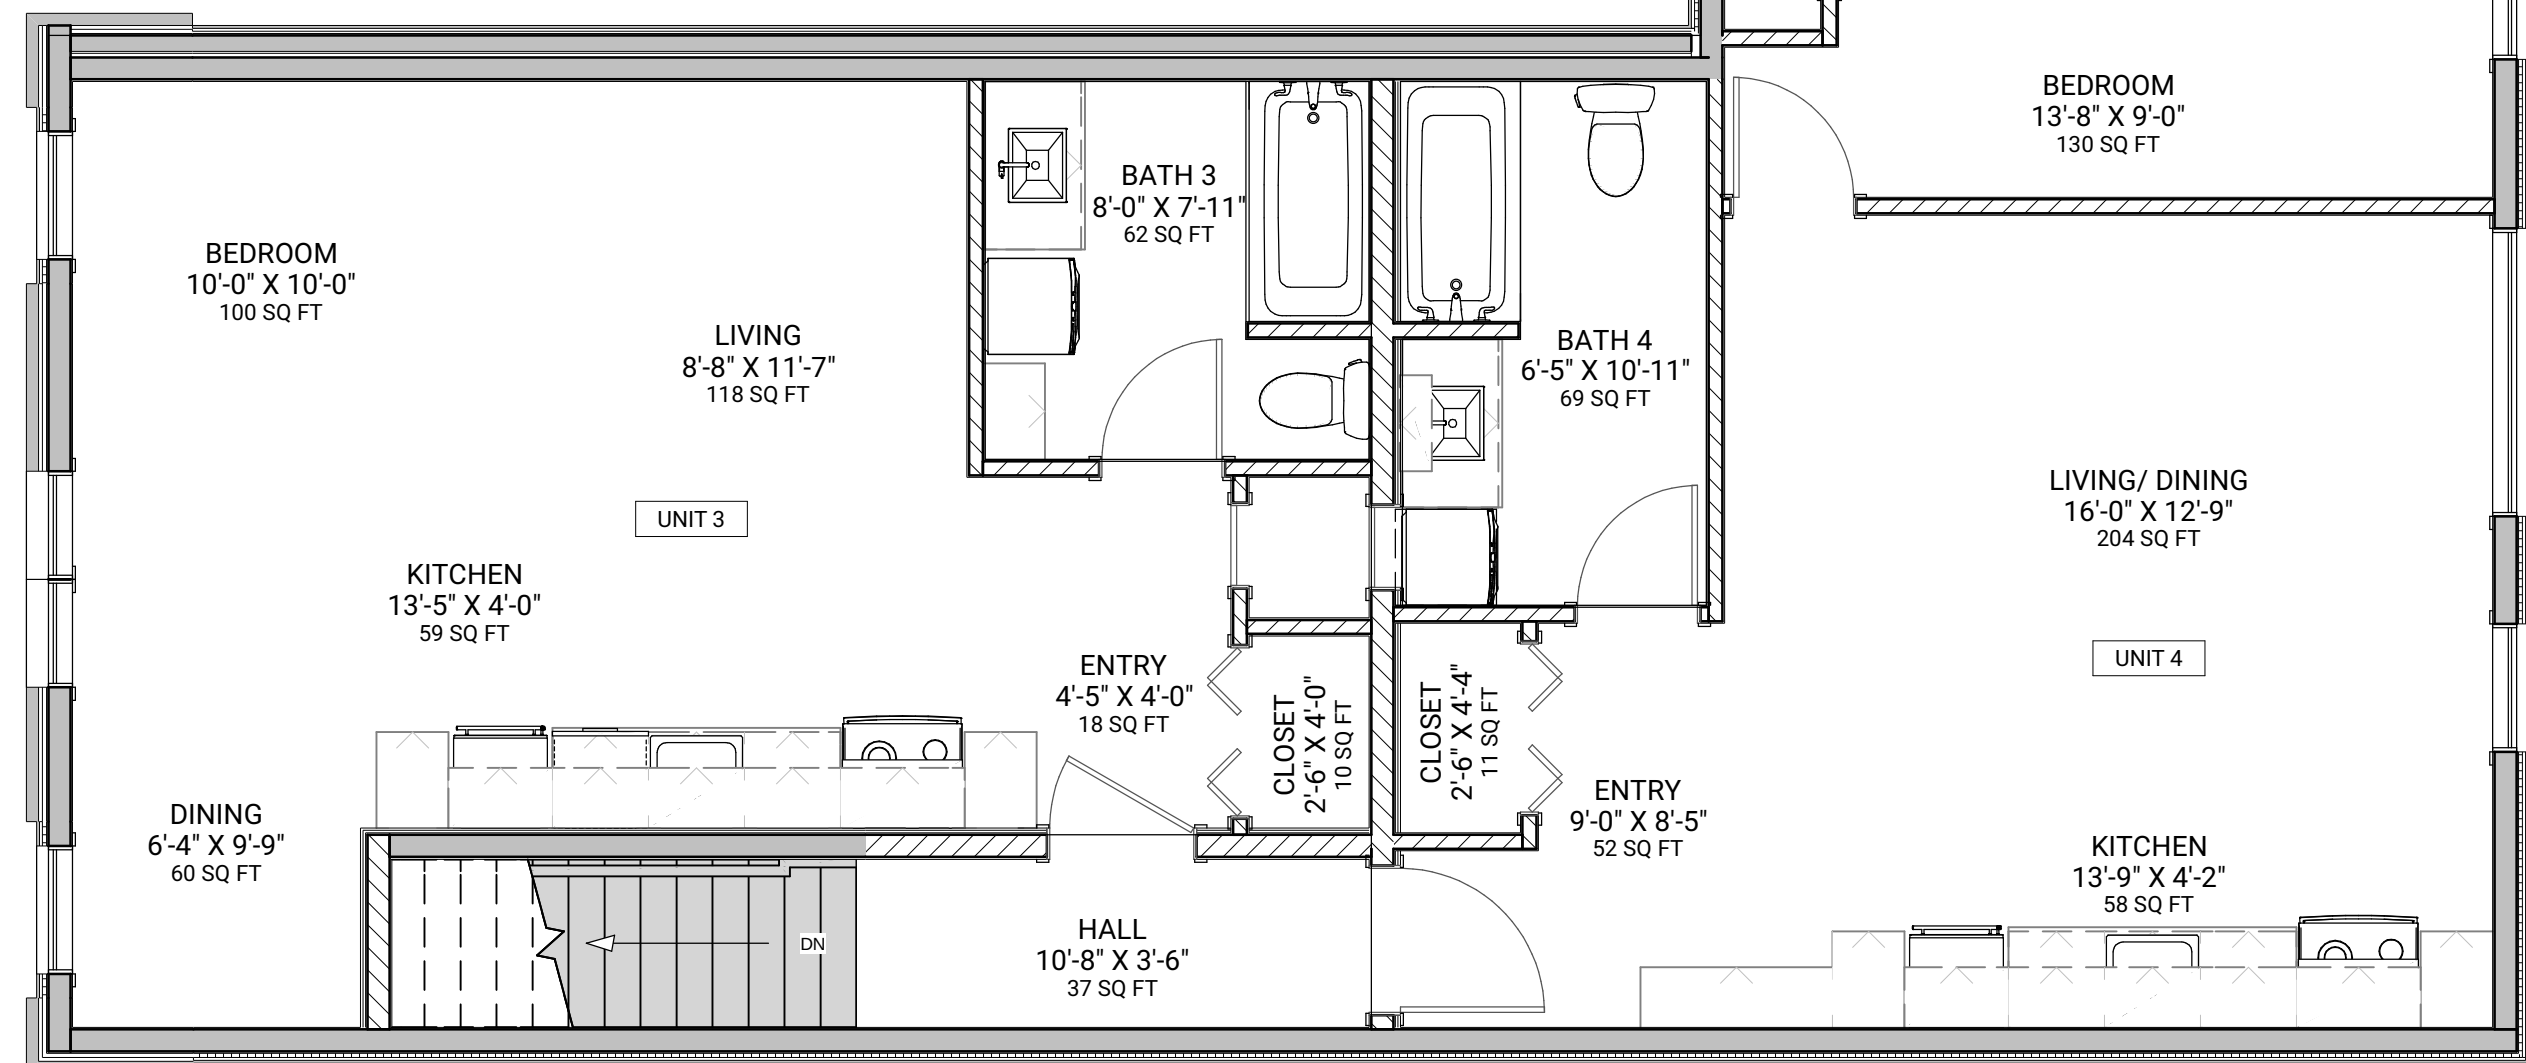 BEDROOM
13'-8" X 9'-0"
130 SQ FT
BATH 3
8'-0" X 7'-11"
62 SQ FT
BEDROOM
10'-0" X 10'-0"
100 SQ FT
LIVING
8'-8" X 11'-7"
118 SQ FT
BATH 4
6'-5" X 10'-11"
69 SQ FT
LIVING/ DINING
16'-0" X 12'-9"
204 SQ FT
UNIT 3
KITCHEN
13'-5" X 4'-0"
59 SQ FT
UNIT 4
ENTRY
4'-5" X 4'-0"
18 SQ FT
CLOSET
2'-6" X 4'-0"
10 SQ FT
CLOSET
2'-6" X 4'-4"
11 SQ FT
ENTRY
9'-0" X 8'-5"
52 SQ FT
DINING
6'-4" X 9'-9"
60 SQ FT
KITCHEN
13'-9" X 4'-2"
58 SQ FT
DN
HALL
10'-8" X 3'-6"
37 SQ FT